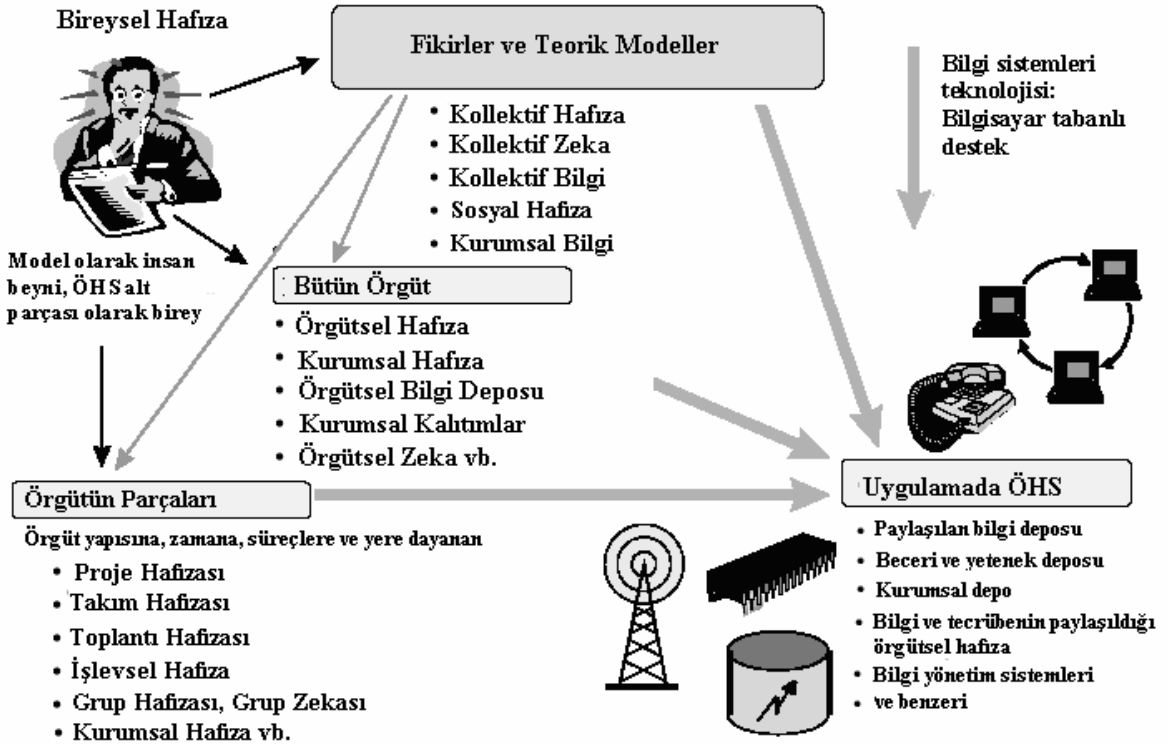 Bireysel Hafıza
Fikirler ve Teorik Modeller
• Kollektif Hafıza
• Kollektif Zeka
• Kollektif Bilgi
• Sosyal Hafıza
• Kurumsal Bilgi
Bilgi sistemleri
teknolojisi:
Bilgisayar tabanlı
destek
Model olarak insan
beyni, ÖHS alt
parçası olarak birey
Bütün Örgüt
• Örgütsel Hafıza
• Kurumsal Hafıza
• Örgütsel Bilgi Deposu
• Kurumsal Kalıtımlar
• Örgütsel Zeka vb.
Örgütün Parçaları
Örgüt yapısına, zamana, süreçlere ve yere dayanan
• Proje Hafızası
• Takım Hafızası
• Toplantı Hafızası
• İşlevsel Hafıza
• Grup Hafızası, Grup Zekası
• Kurumsal Hafıza vb.
Uygulamada ÖHS
• Paylaşılan bilgi deposu
• Beceri ve yetenek deposu
• Kurumsal depo
• Bilgi ve tecrübenin paylaşıldığı
örgütsel hafıza
• Bilgi yönetim sistemleri
• ve benzeri